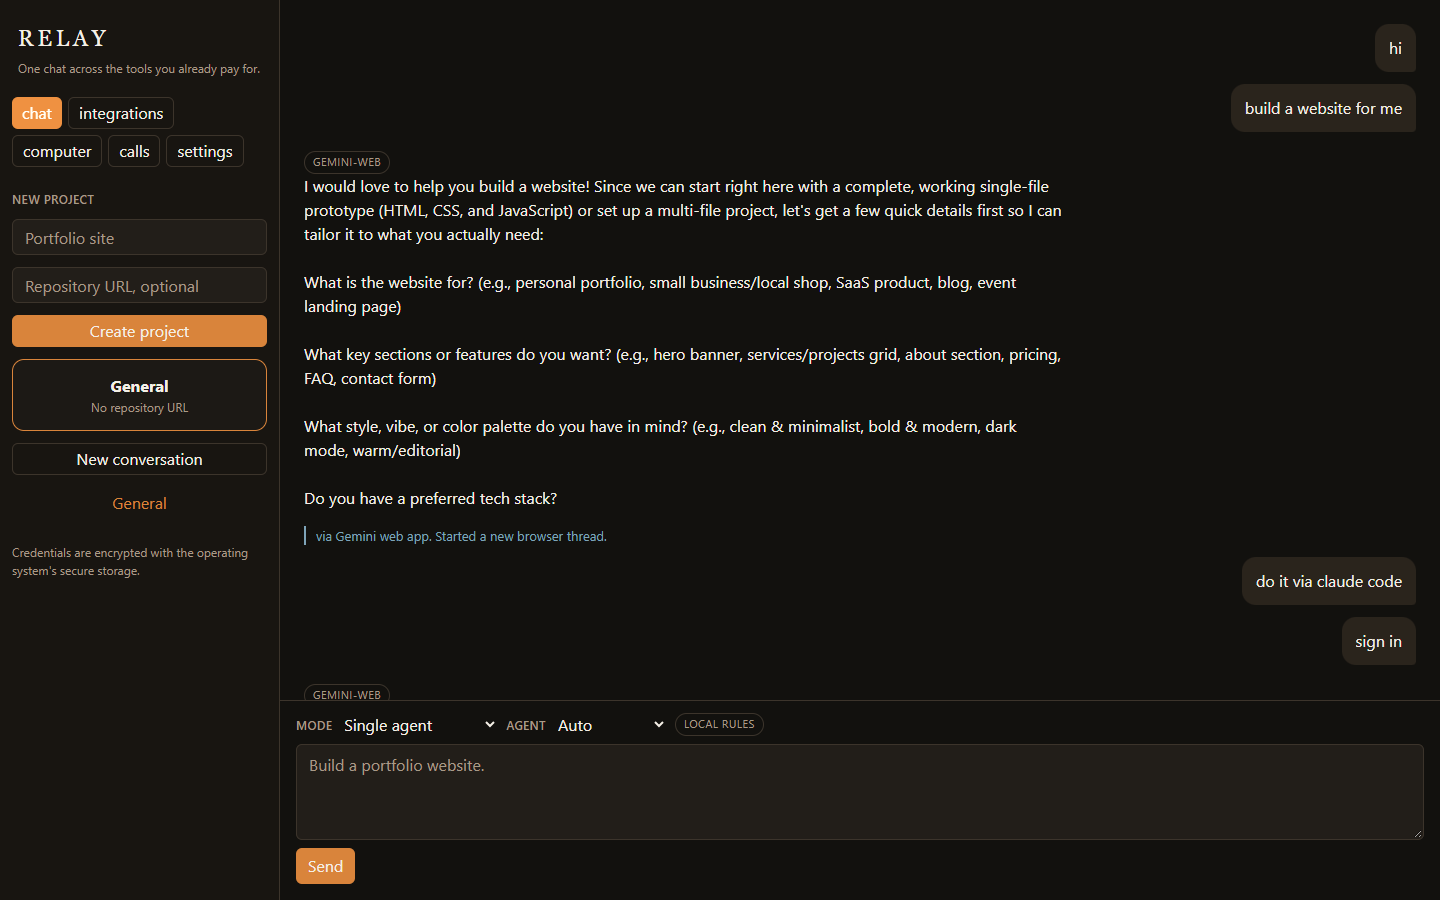 RELAY
One chat across the tools you already pay for.
chat
integrations
computer
calls
settings
NEW PROJECT
Portfolio site
Repository URL, optional
Create project
General
No repository URL
New conversation
General
Credentials are encrypted with the operating
system's secure storage.
hi
build a website for me
GEMINI-WEB
I would love to help you build a website! Since we can start right here with a complete, working single-file
prototype (HTML, CSS, and JavaScript) or set up a multi-file project, let's get a few quick details first so I can
tailor it to what you actually need:
What is the website for? (e.g., personal portfolio, small business/local shop, SaaS product, blog, event
landing page)
What key sections or features do you want? (e.g., hero banner, services/projects grid, about section, pricing,
FAQ, contact form)
What style, vibe, or color palette do you have in mind? (e.g., clean & minimalist, bold & modern, dark
mode, warm/editorial)
Do you have a preferred tech stack?
via Gemini web app. Started a new browser thread.
do it via claude code
sign in
GEMINI-WEB
MODE Single agent AGENT Auto LOCAL RULES
Build a portfolio website.
Send